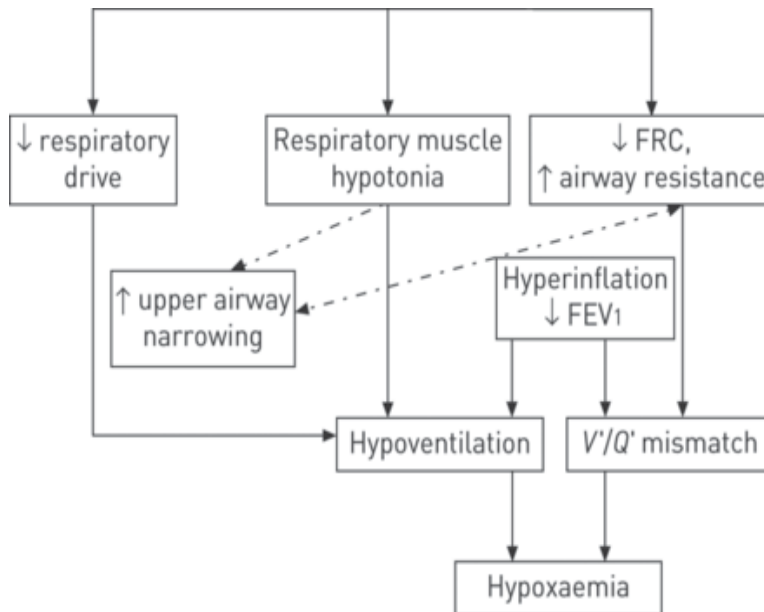 ↓ respiratory
drive
Respiratory muscle
hypotonia
↓ FRC,
↑ airway resistance
↑ upper airway
narrowing
Hyperinflation
↓ FEV1
Hypoventilation
V'/Q' mismatch
Hypoxaemia